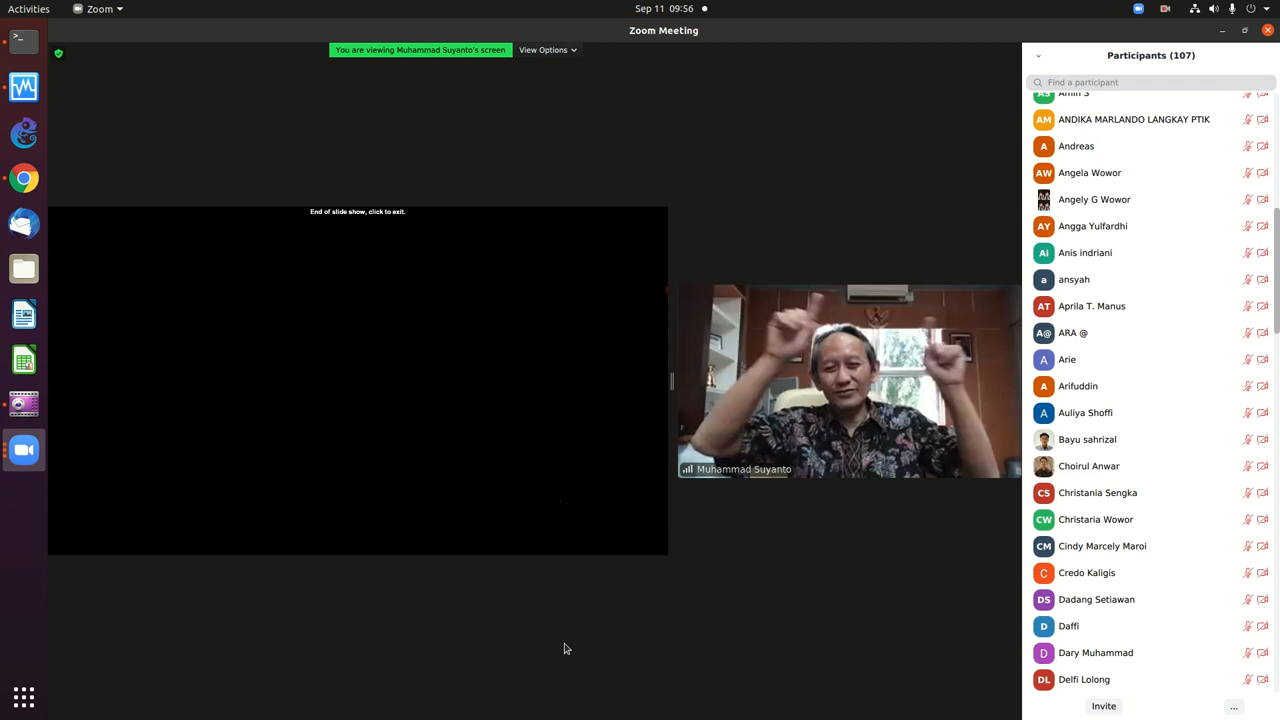 Activities
Zoom
Sep 11 09:56
Zoom Meeting
You are viewing Muhammad Suyanto's screen
View Options
End of slide show, click to exit.
Muhammad Suyanto
Participants (107)
Find a participant
AS Amin S
AM ANDIKA MARLANDO LANGKAY PTIK
A Andreas
AW Angela Wowor
Angely G Wowor
AY Angga Yulfardhi
Ai Anis indriani
a ansyah
AT Aprila T. Manus
A@ ARA @
A Arie
A Arifuddin
A Auliya Shoffi
Bayu sahrizal
Choirul Anwar
CS Christania Sengka
CW Christaria Wowor
CM Cindy Marcely Maroi
C Credo Kaligis
DS Dadang Setiawan
D Daffi
D Dary Muhammad
DL Delfi Lolong
Invite
...